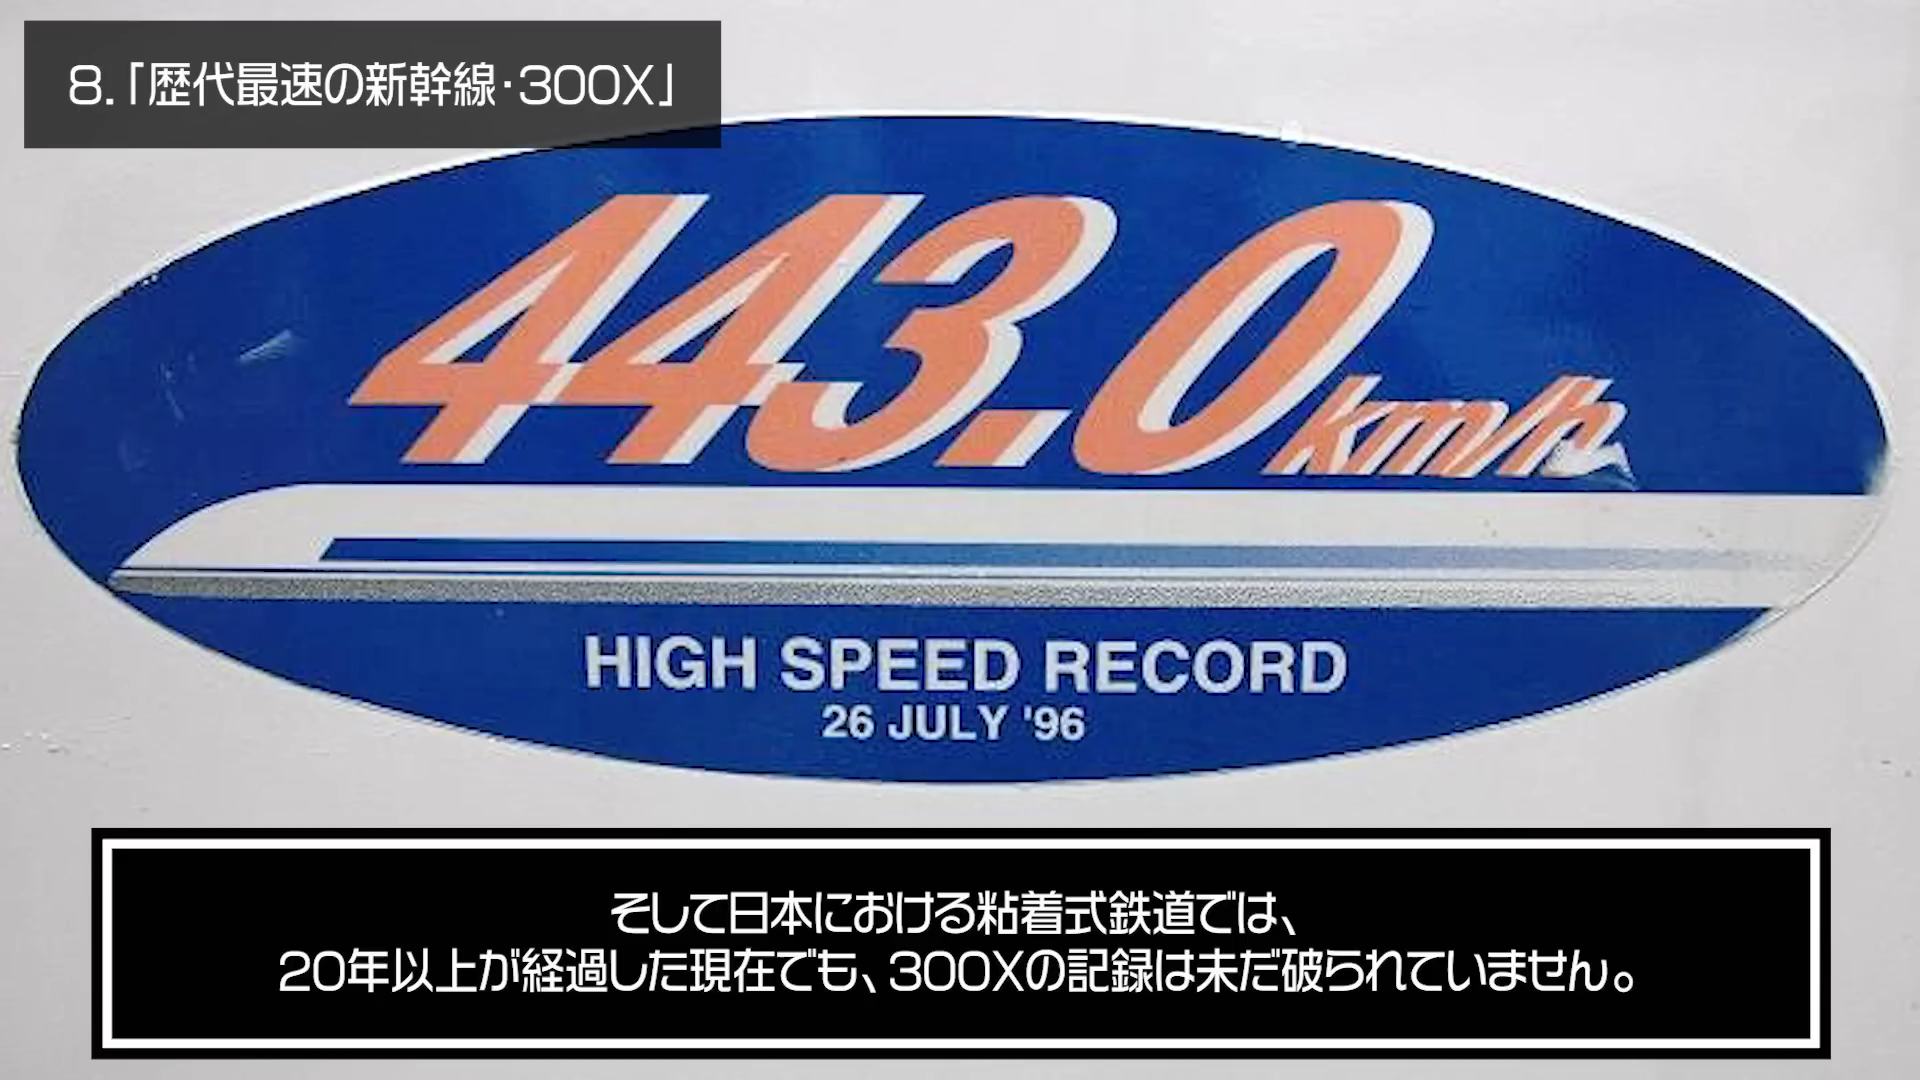 8.「歴代最速の新幹線･300X」
443.0km/h
HIGH SPEED RECORD
26 JULY '96
そして日本における粘着式鉄道では、
20年以上が経過した現在でも、300Xの記録は未だ破られていません。